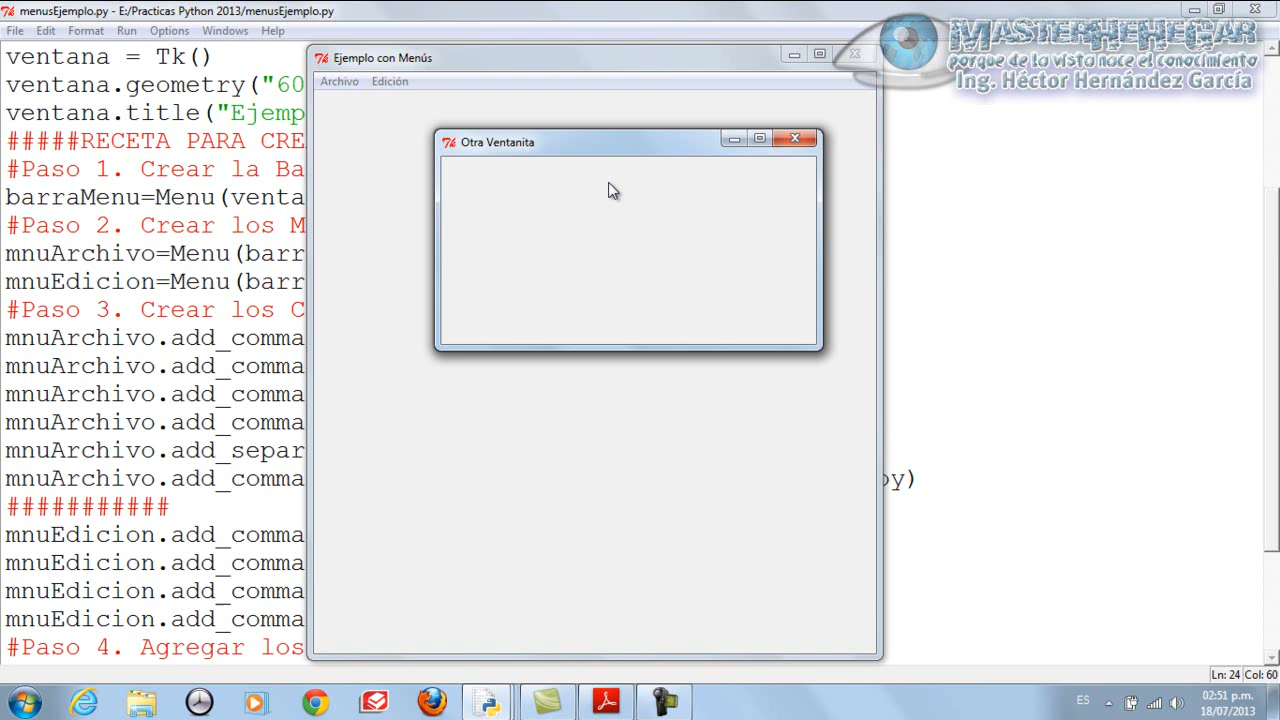 menusEjemplo.py - E:/Practicas Python 2013/menusEjemplo.py
File Edit Format Run Options Windows Help
MASTERHEHEGAR
porque de la vista nace el conocimiento
Ing. Héctor Hernández García
ventana = Tk()
ventana.geometry("60
ventana.title("Ejemp
#####RECETA PARA CRE
#Paso 1. Crear la Ba
barraMenu=Menu(venta
#Paso 2. Crear los M
mnuArchivo=Menu(barr
mnuEdicion=Menu(barr
#Paso 3. Crear los C
mnuArchivo.add_comma
mnuArchivo.add_comma
mnuArchivo.add_comma
mnuArchivo.add_comma
mnuArchivo.add_separ
mnuArchivo.add_comma
oy)
###########
mnuEdicion.add_comma
mnuEdicion.add_comma
mnuEdicion.add_comma
mnuEdicion.add_comma
#Paso 4. Agregar los
Ejemplo con Menús
Archivo Edición
Otra Ventanita
Ln: 24 Col: 60
ES
02:51 p.m.
18/07/2013